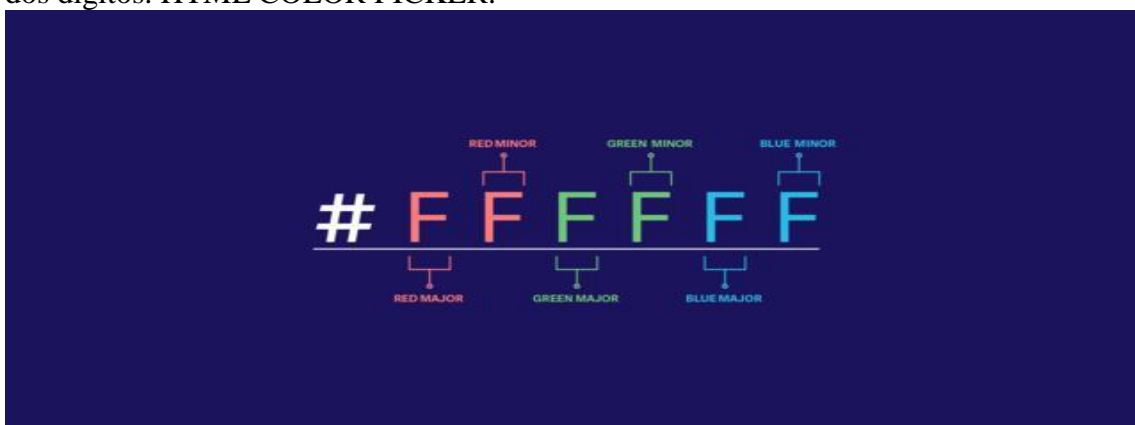 RED MINOR GREEN MINOR BLUE MINOR
# F F F F F F
RED MAJOR GREEN MAJOR BLUE MAJOR